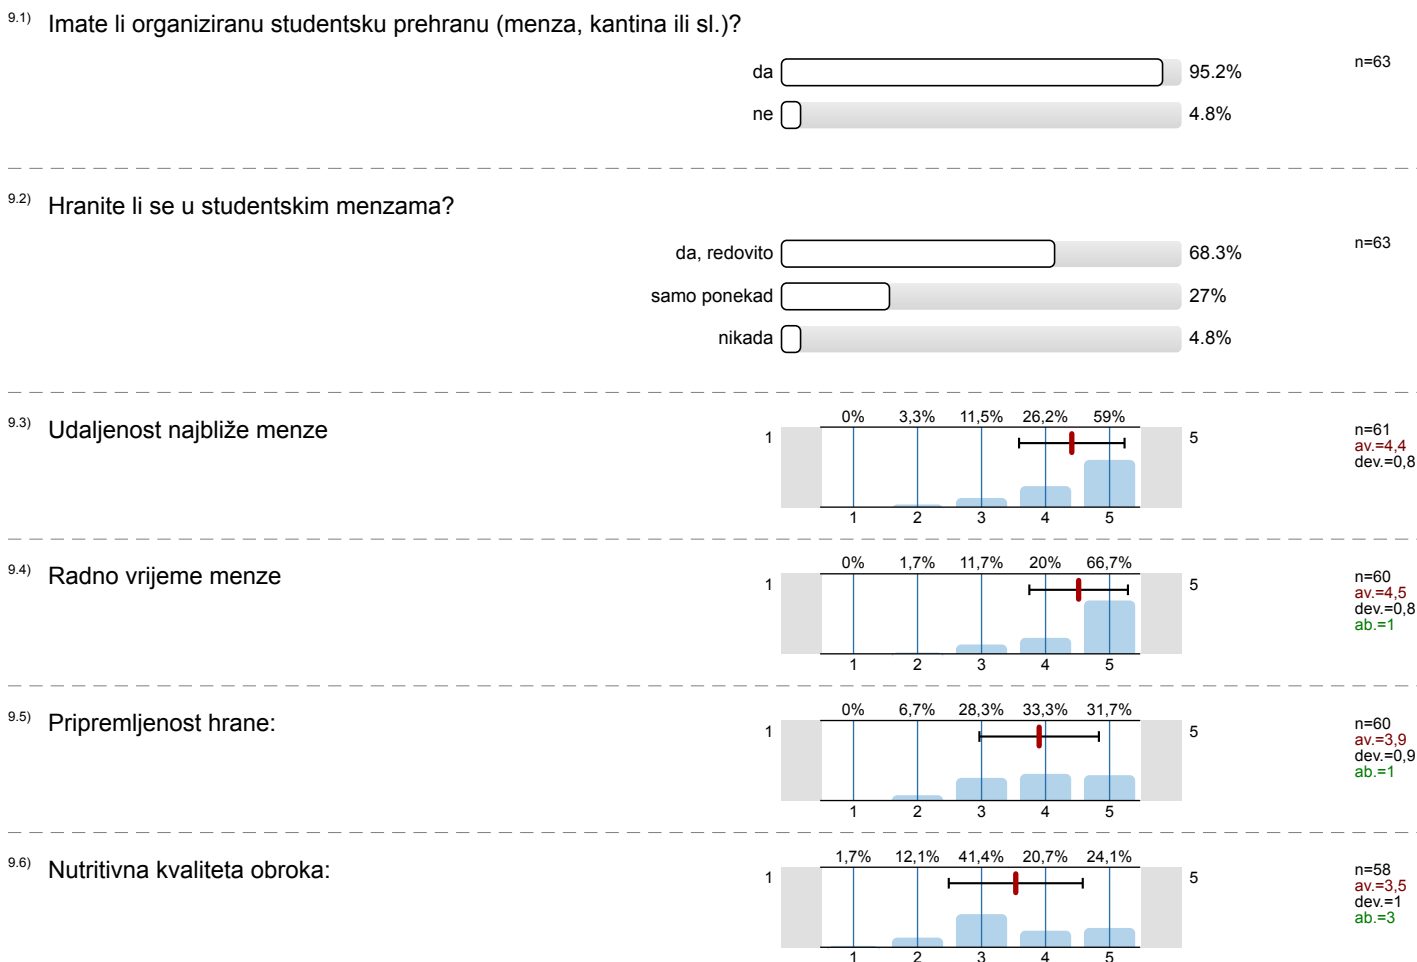 9.1) Imate li organiziranu studentsku prehranu (menza, kantina ili sl.)?
da 95.2% n=63
ne 4.8%
9.2) Hranite li se u studentskim menzama?
da, redovito 68.3% n=63
samo ponekad 27%
nikada 4.8%
9.3) Udaljenost najbliže menze
0% 3,3% 11,5% 26,2% 59%
1 5
1 2 3 4 5
n=61
av.=4,4
dev.=0,8
9.4) Radno vrijeme menze
0% 1,7% 11,7% 20% 66,7%
1 5
1 2 3 4 5
n=60
av.=4,5
dev.=0,8
ab.=1
9.5) Pripremljenost hrane:
0% 6,7% 28,3% 33,3% 31,7%
1 5
1 2 3 4 5
n=60
av.=3,9
dev.=0,9
ab.=1
9.6) Nutritivna kvaliteta obroka:
1,7% 12,1% 41,4% 20,7% 24,1%
1 5
1 2 3 4 5
n=58
av.=3,5
dev.=1
ab.=3